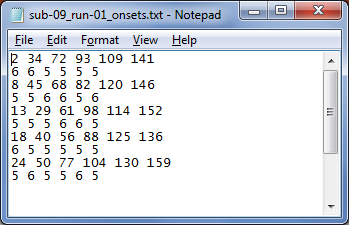 sub-09_run-01_onsets.txt - Notepad
File Edit Format View Help
2 34 72 93 109 141
6 6 5 5 5 5
8 45 68 82 120 146
5 5 6 6 5 6
13 29 61 98 114 152
5 5 5 6 6 5
18 40 56 88 125 136
6 5 5 5 5 5
24 50 77 104 130 159
5 6 5 5 6 5